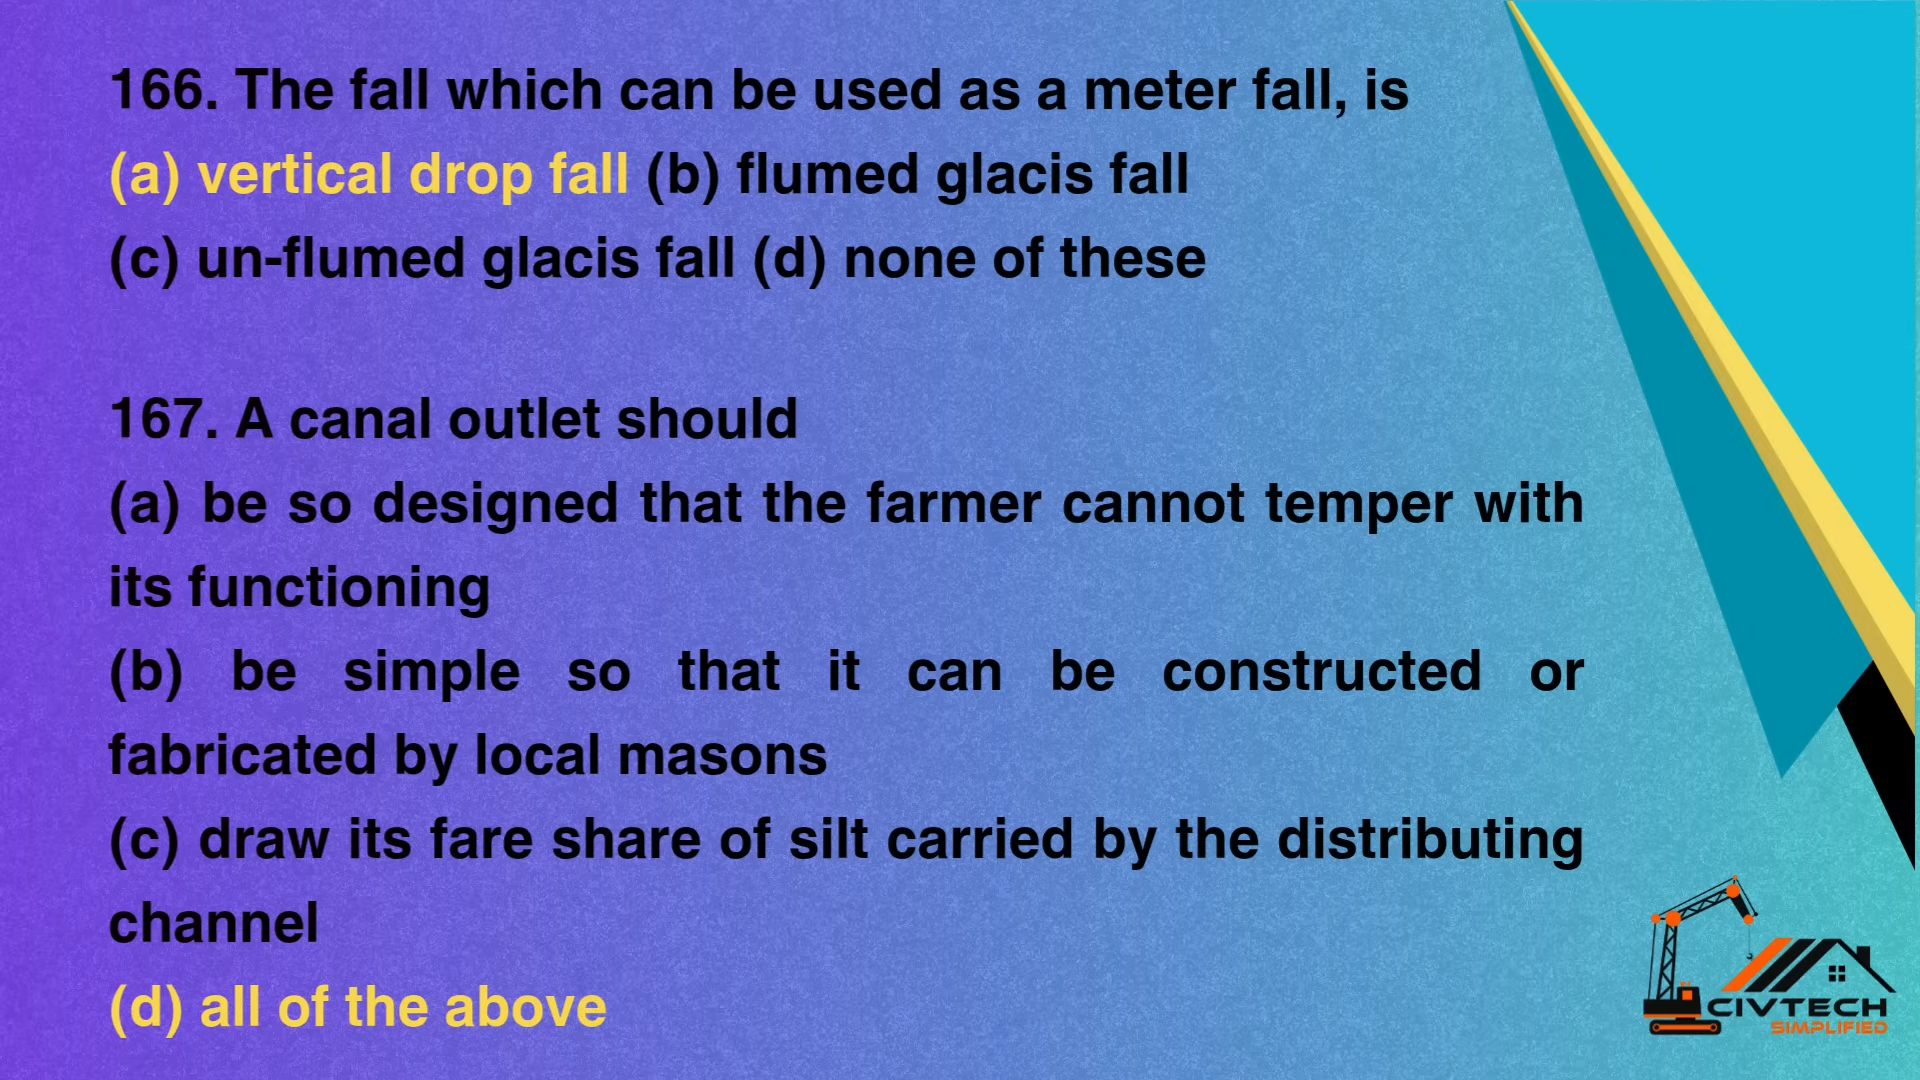 166. The fall which can be used as a meter fall, is
(a) vertical drop fall (b) flumed glacis fall
(c) un-flumed glacis fall (d) none of these
167. A canal outlet should
(a) be so designed that the farmer cannot temper with
its functioning
(b) be simple so that it can be constructed or
fabricated by local masons
(c) draw its fare share of silt carried by the distributing
channel
(d) all of the above
CIVTECH
SIMPLIFIED